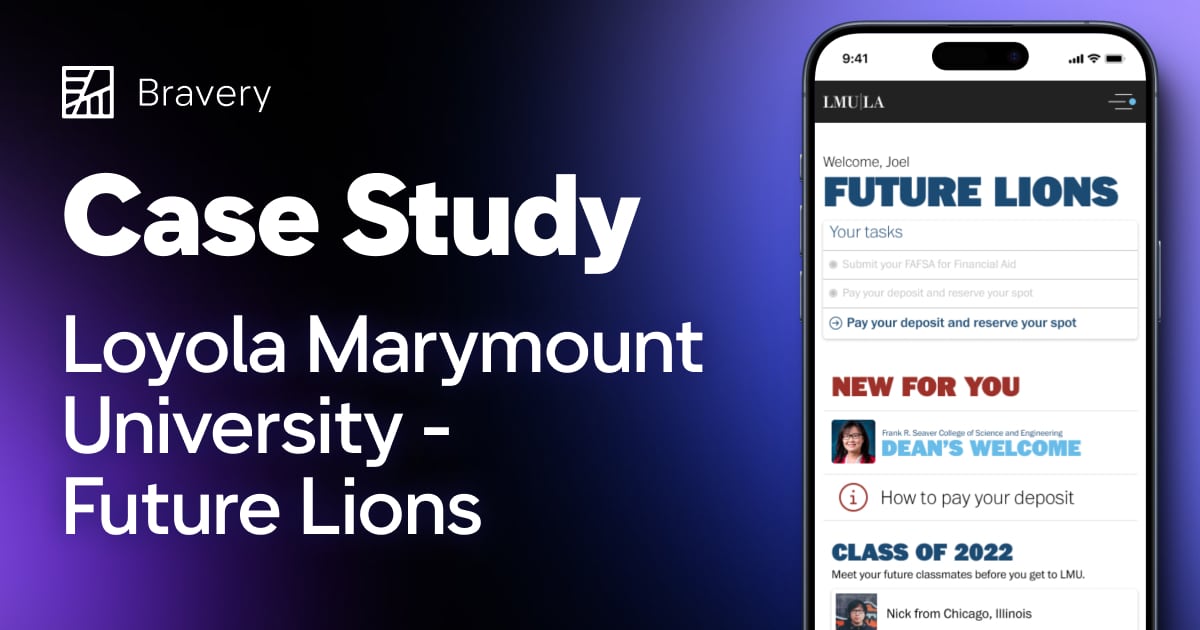 Bravery
Case Study
Loyola Marymount
University -
Future Lions
9:41
LMU|LA
Welcome, Joel
FUTURE LIONS
Your tasks
Submit your FAFSA for Financial Aid
Pay your deposit and reserve your spot
Pay your deposit and reserve your spot
NEW FOR YOU
Frank R. Seaver College of Science and Engineering
DEAN'S WELCOME
How to pay your deposit
CLASS OF 2022
Meet your future classmates before you get to LMU.
Nick from Chicago, Illinois